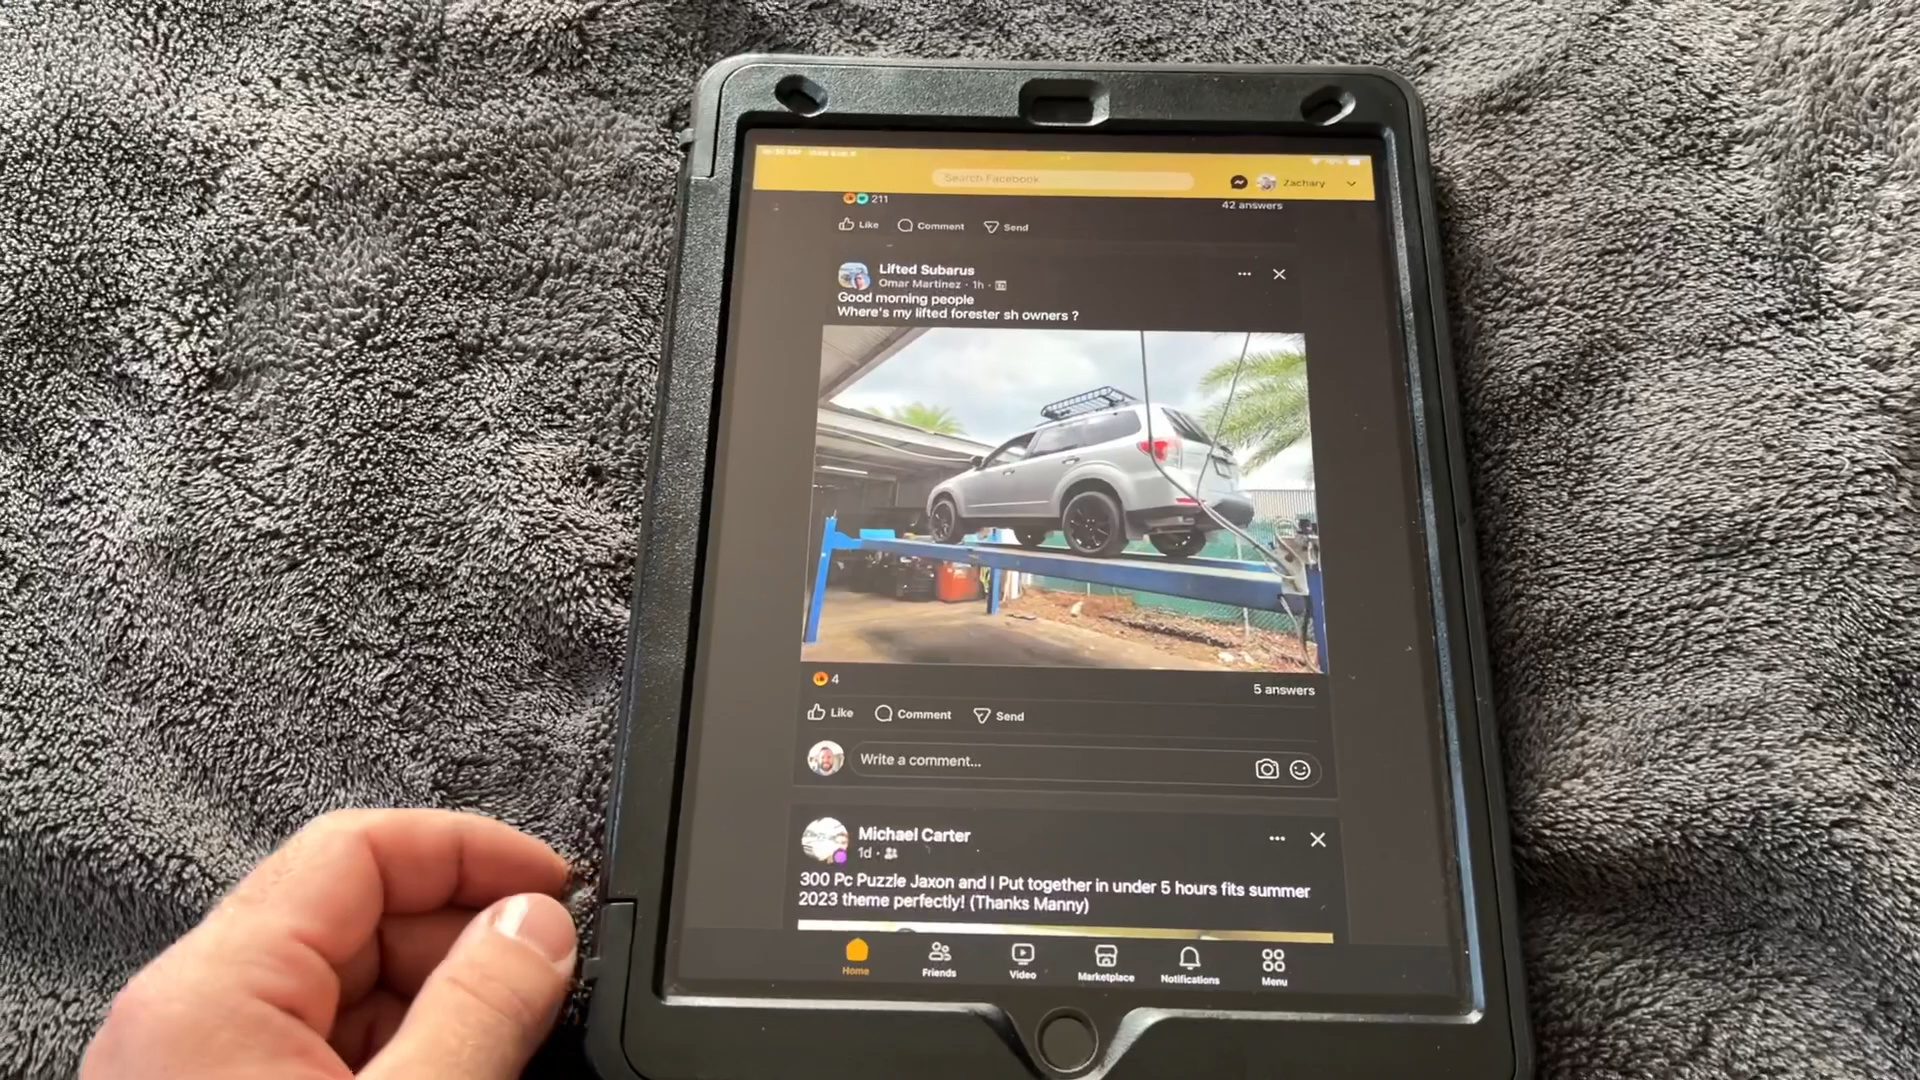 Search Facebook
Zachary
211
42 answers
Like
Comment
Send
Lifted Subarus
Omar Martinez · 1h ·
Good morning people
Where's my lifted forester sh owners ?
4
5 answers
Like
Comment
Send
Write a comment...
Michael Carter
1d ·
300 Pc Puzzle Jaxon and I Put together in under 5 hours fits summer
2023 theme perfectly! (Thanks Manny)
Home
Friends
Video
Marketplace
Notifications
Menu